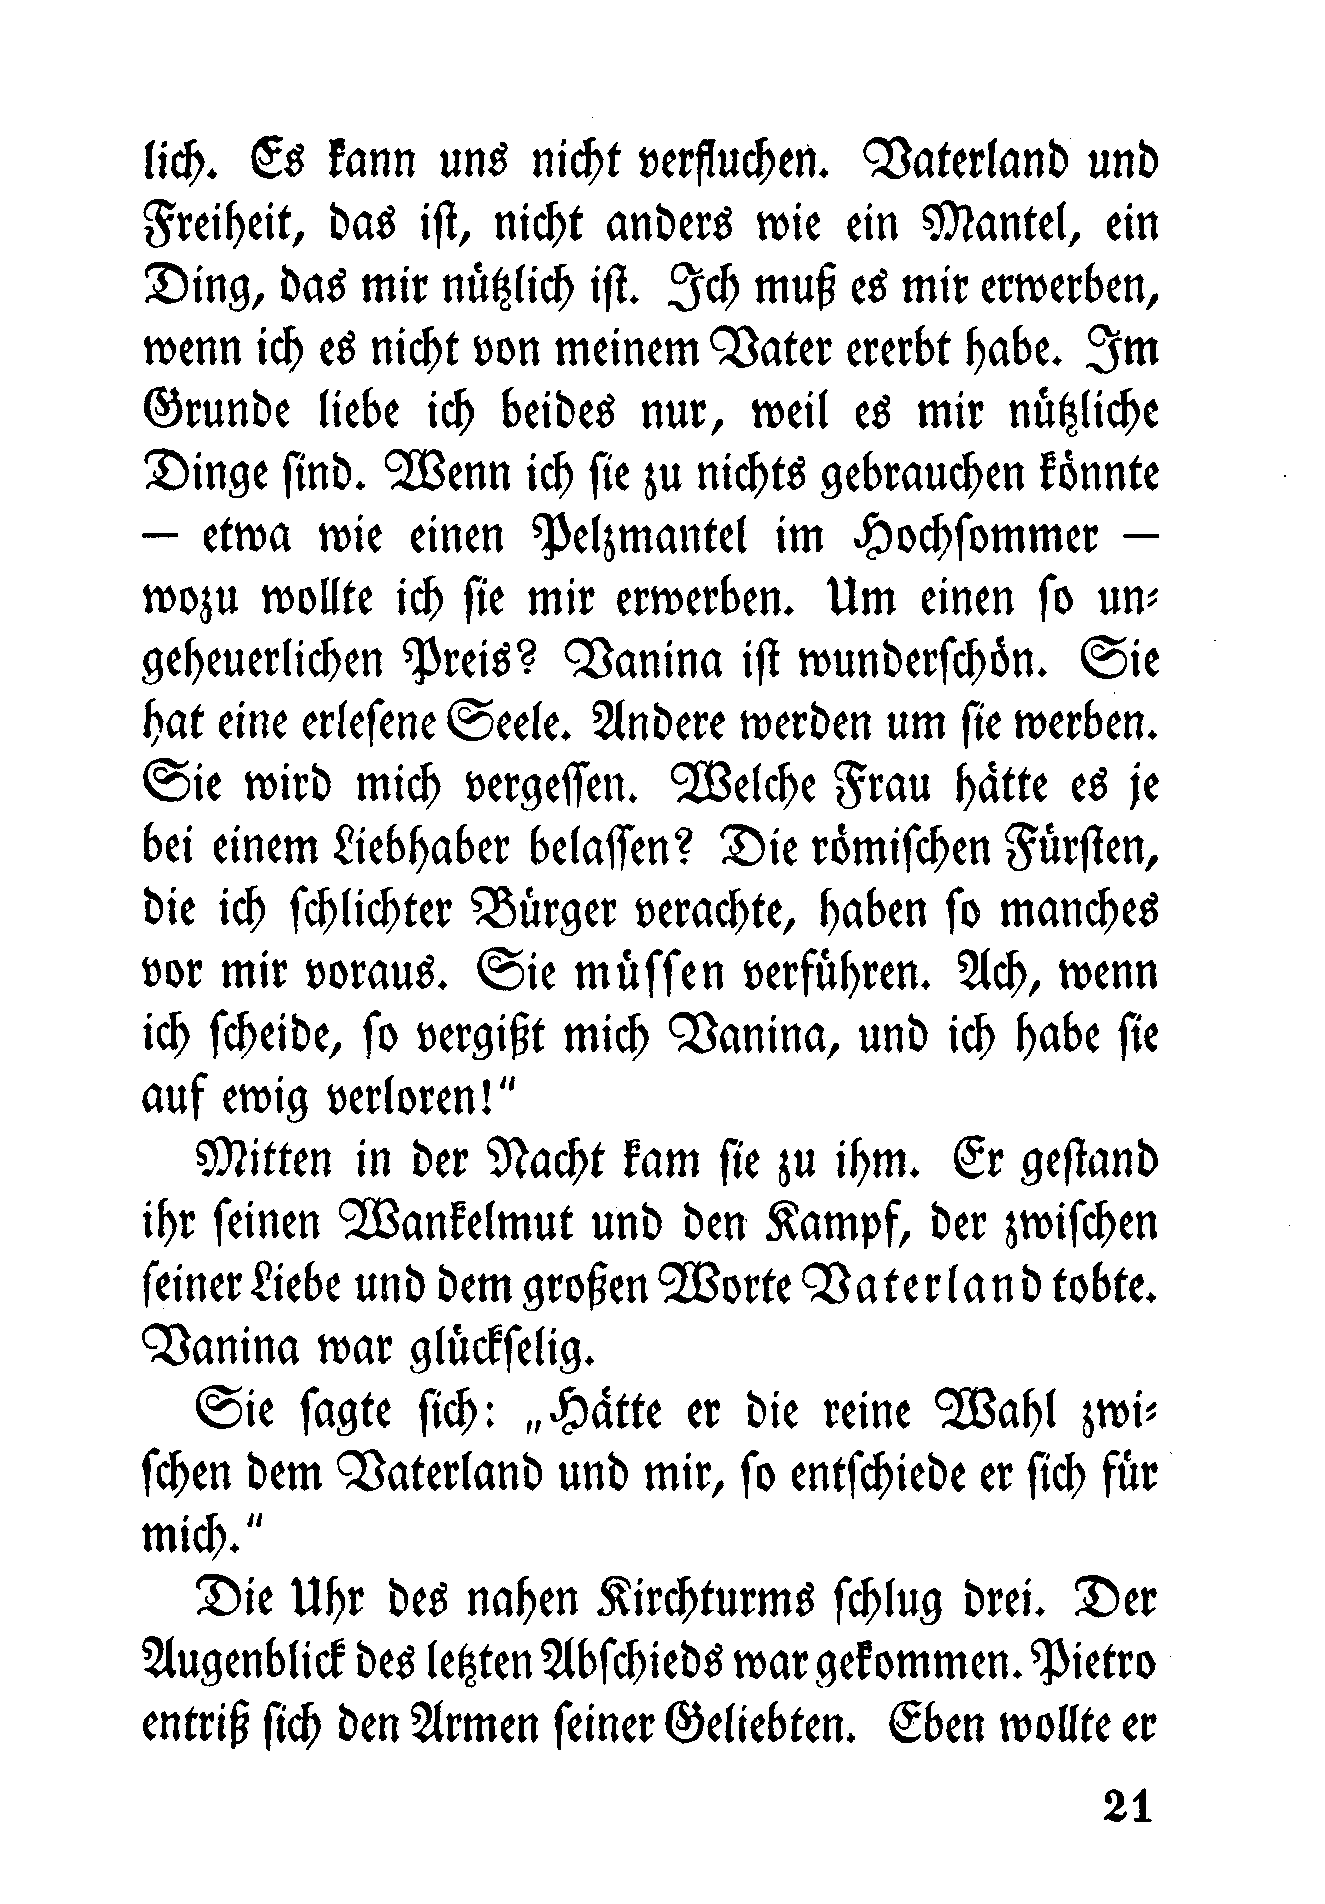 lich. Es kann uns nicht verfluchen. Vaterland und
Freiheit, das ist, nicht anders wie ein Mantel, ein
Ding, das mir nützlich ist. Ich muß es mir erwerben,
wenn ich es nicht von meinem Vater ererbt habe. Im
Grunde liebe ich beides nur, weil es mir nützliche
Dinge sind. Wenn ich sie zu nichts gebrauchen könnte
— etwa wie einen Pelzmantel im Hochsommer —
wozu wollte ich sie mir erwerben. Um einen so un-
geheuerlichen Preis? Vanina ist wunderschön. Sie
hat eine erlesene Seele. Andere werden um sie werben.
Sie wird mich vergessen. Welche Frau hätte es je
bei einem Liebhaber belassen? Die römischen Fürsten,
die ich schlichter Bürger verachte, haben so manches
vor mir voraus. Sie müssen verführen. Ach, wenn
ich scheide, so vergißt mich Vanina, und ich habe sie
auf ewig verloren!“
Mitten in der Nacht kam sie zu ihm. Er gestand
ihr seinen Wankelmut und den Kampf, der zwischen
seiner Liebe und dem großen Worte Vaterland tobte.
Vanina war glückselig.
Sie sagte sich: „Hätte er die reine Wahl zwi-
schen dem Vaterland und mir, so entschiede er sich für
mich.“
Die Uhr des nahen Kirchturms schlug drei. Der
Augenblick des letzten Abschieds war gekommen. Pietro
entriß sich den Armen seiner Geliebten. Eben wollte er
21